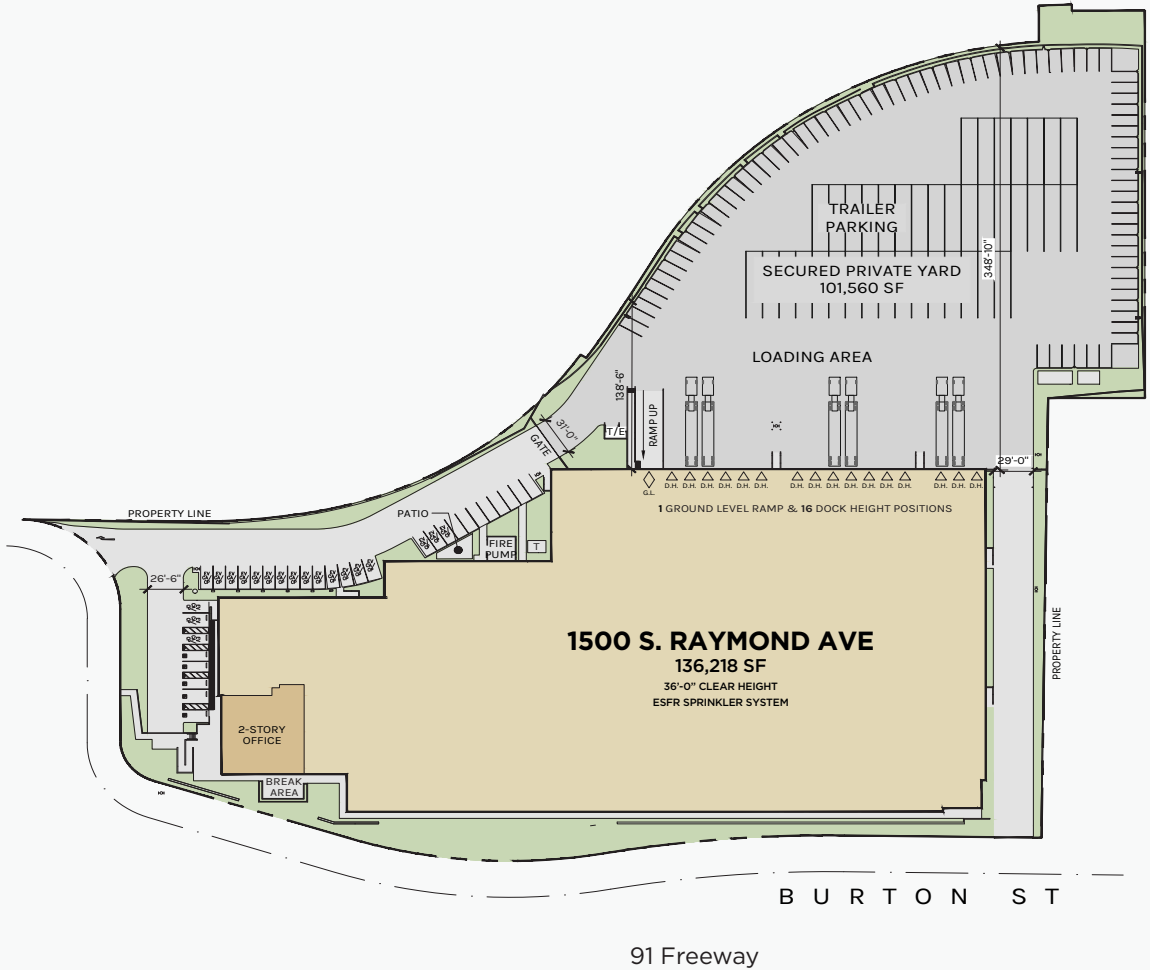 TRAILER
PARKING
348'-10"
SECURED PRIVATE YARD
101,560 SF
LOADING AREA
138'-6"
RAMP UP
T/E
31'-0"
GATE
29'-0"
G.L.
D.H. D.H. D.H. D.H. D.H. D.H. D.H. D.H. D.H. D.H. D.H. D.H. D.H. D.H. D.H. D.H.
1 GROUND LEVEL RAMP & 16 DOCK HEIGHT POSITIONS
PROPERTY LINE
PATIO
FIRE
PUMP
T
26'-6"
1500 S. RAYMOND AVE
136,218 SF
36'-0" CLEAR HEIGHT
ESFR SPRINKLER SYSTEM
PROPERTY LINE
2-STORY
OFFICE
BREAK
AREA
BURTON ST
91 Freeway